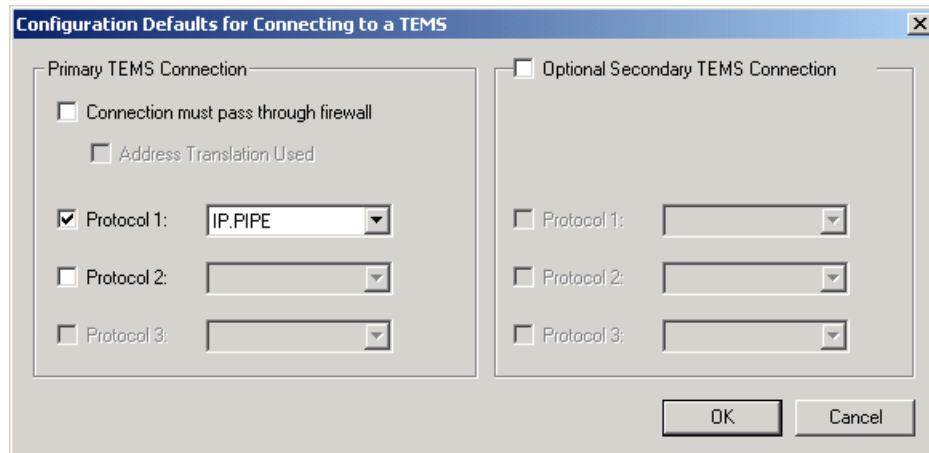 Configuration Defaults for Connecting to a TEMS
Primary TEMS Connection
Connection must pass through firewall
Address Translation Used
Protocol 1: IP.PIPE
Protocol 2:
Protocol 3:
Optional Secondary TEMS Connection
Protocol 1:
Protocol 2:
Protocol 3:
OK Cancel